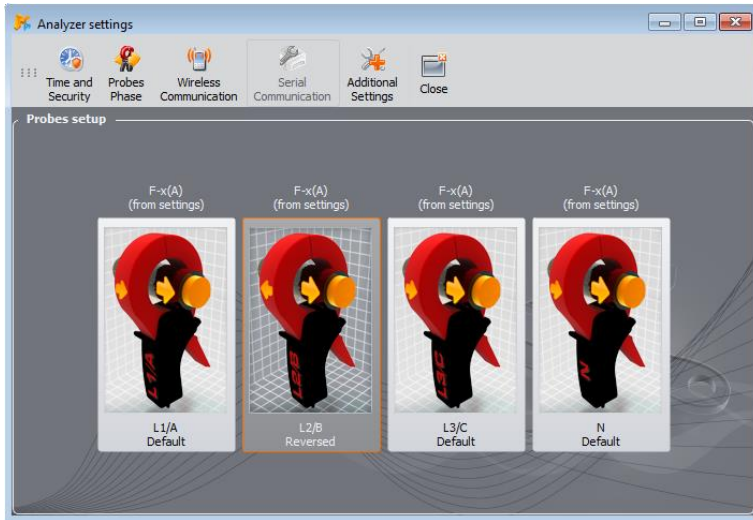 Analyzer settings
Time and Security
Probes Phase
Wireless Communication
Serial Communication
Additional Settings
Close
Probes setup
F-x(A)
(from settings)
F-x(A)
(from settings)
F-x(A)
(from settings)
F-x(A)
(from settings)
L1/A
L2/B
L3/C
N
L1/A
Default
L2/B
Reversed
L3/C
Default
N
Default